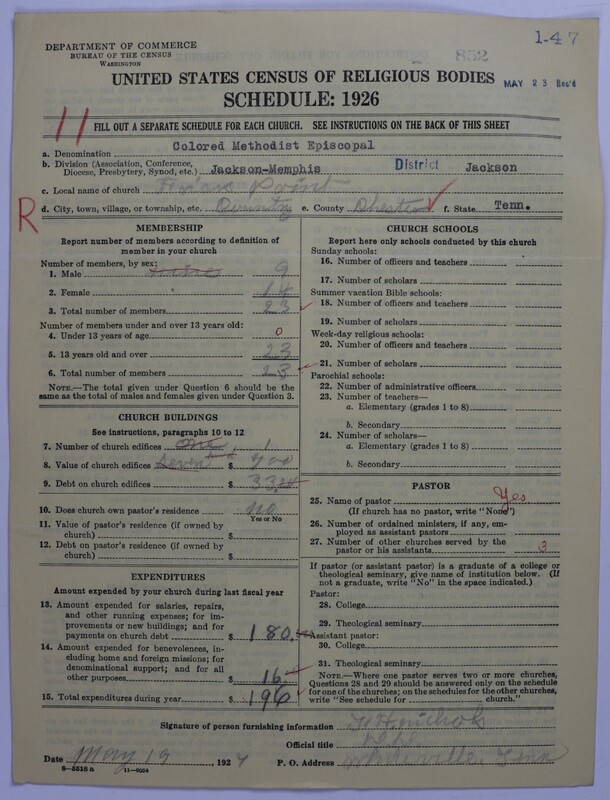 1-47
DEPARTMENT OF COMMERCE
BUREAU OF THE CENSUS
WASHINGTON
852
MAY 23 Rec'd
UNITED STATES CENSUS OF RELIGIOUS BODIES
SCHEDULE: 1926
11
FILL OUT A SEPARATE SCHEDULE FOR EACH CHURCH. SEE INSTRUCTIONS ON THE BACK OF THIS SHEET
a. Denomination Colored Methodist Episcopal
b. Division (Association, Conference, Diocese, Presbytery, Synod, etc.) Jackson-Memphis District Jackson
c. Local name of church Point
R
d. City, town, village, or township, etc. Country e. County Chester f. State Tenn.
MEMBERSHIP
Report number of members according to definition of
member in your church
Number of members, by sex:
1. Male 9
2. Female 14
3. Total number of members 23
Number of members under and over 13 years old:
4. Under 13 years of age 0
5. 13 years old and over 23
6. Total number of members 23
NOTE.—The total given under Question 6 should be
same as the total of males and females given under Question 3.
CHURCH BUILDINGS
See instructions, paragraphs 10 to 12
7. Number of church edifices One 1
8. Value of church edifices Seven $ 700
9. Debt on church edifices $
10. Does church own pastor's residence No
Yes or No
11. Value of pastor's residence (if owned by
church) $
12. Debt on pastor's residence (if owned by
church) $
EXPENDITURES
Amount expended by your church during last fiscal year
13. Amount expended for salaries, repairs,
and other running expenses; for im-
provements or new buildings; and for
payments on church debt $ 180.
14. Amount expended for benevolences, in-
cluding home and foreign missions; for
denominational support; and for all
other purposes $ 16.
15. Total expenditures during year $ 196
CHURCH SCHOOLS
Report here only schools conducted by this church
Sunday schools:
16. Number of officers and teachers
17. Number of scholars
Summer vacation Bible schools:
18. Number of officers and teachers
19. Number of scholars
Week-day religious schools:
20. Number of officers and teachers
21. Number of scholars
Parochial schools:
22. Number of administrative officers
23. Number of teachers—
a. Elementary (grades 1 to 8)
b. Secondary
24. Number of scholars—
a. Elementary (grades 1 to 8)
b. Secondary
PASTOR
25. Name of pastor Yes
(If church has no pastor, write "None")
26. Number of ordained ministers, if any, em-
ployed as assistant pastors
27. Number of other churches served by the
pastor or his assistants 3
If pastor (or assistant pastor) is a graduate of a college or
theological seminary, give name of institution below. (If
not a graduate, write "No" in the space indicated.)
Pastor:
28. College
29. Theological seminary
Assistant pastor:
30. College
31. Theological seminary
NOTE.—Where one pastor serves two or more churches,
Questions 28 and 29 should be answered only on the schedule
for one of the churches; on the schedules for the other churches,
write "See schedule for church."
Signature of person furnishing information
Official title
Date May 19, 1927 P. O. Address Tenn
8-5518a 11-9054